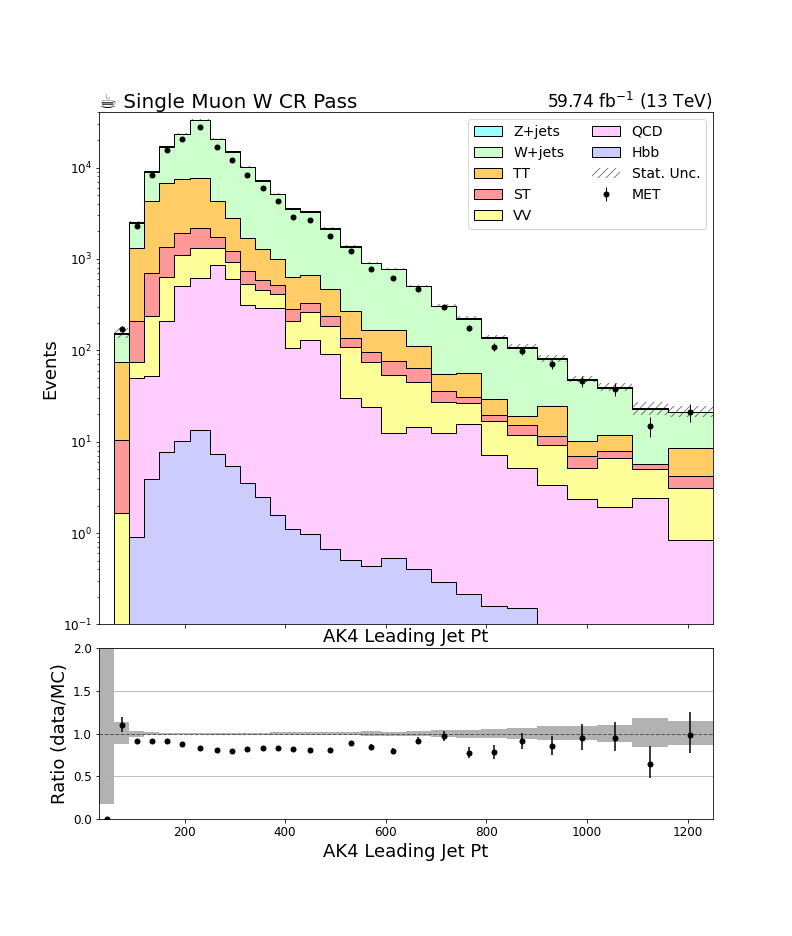 ☕ Single Muon W CR Pass 59.74 fb⁻¹ (13 TeV)
Z+jets QCD
W+jets Hbb
TT Stat. Unc.
ST MET
VV
10⁴
10³
10²
10¹
10⁰
10⁻¹
Events
AK4 Leading Jet Pt
2.0
1.5
1.0
0.5
0.0
Ratio (data/MC)
200 400 600 800 1000 1200
AK4 Leading Jet Pt